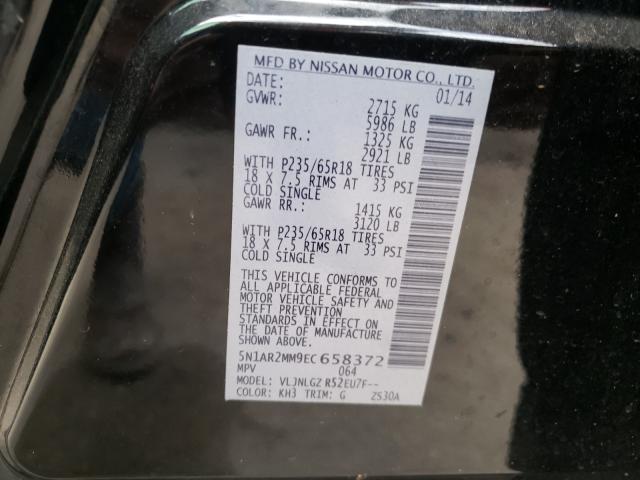 MFD BY NISSAN MOTOR CO., LTD.
DATE: 01/14
GVWR: 2715 KG
5986 LB
GAWR FR.: 1325 KG
2921 LB
WITH P235/65R18 TIRES
18 X 7.5 RIMS AT 33 PSI
COLD SINGLE
GAWR RR.: 1415 KG
3120 LB
WITH P235/65R18 TIRES
18 X 7.5 RIMS AT 33 PSI
COLD SINGLE
THIS VEHICLE CONFORMS TO
ALL APPLICABLE FEDERAL
MOTOR VEHICLE SAFETY AND
THEFT PREVENTION
STANDARDS IN EFFECT ON
THE DATE OF MANUFACTURE
SHOWN ABOVE.
5N1AR2MM9EC658372
MPV 064
MODEL: VLJNLGZ R52EU7F--
COLOR: KH3 TRIM: G ZS30A